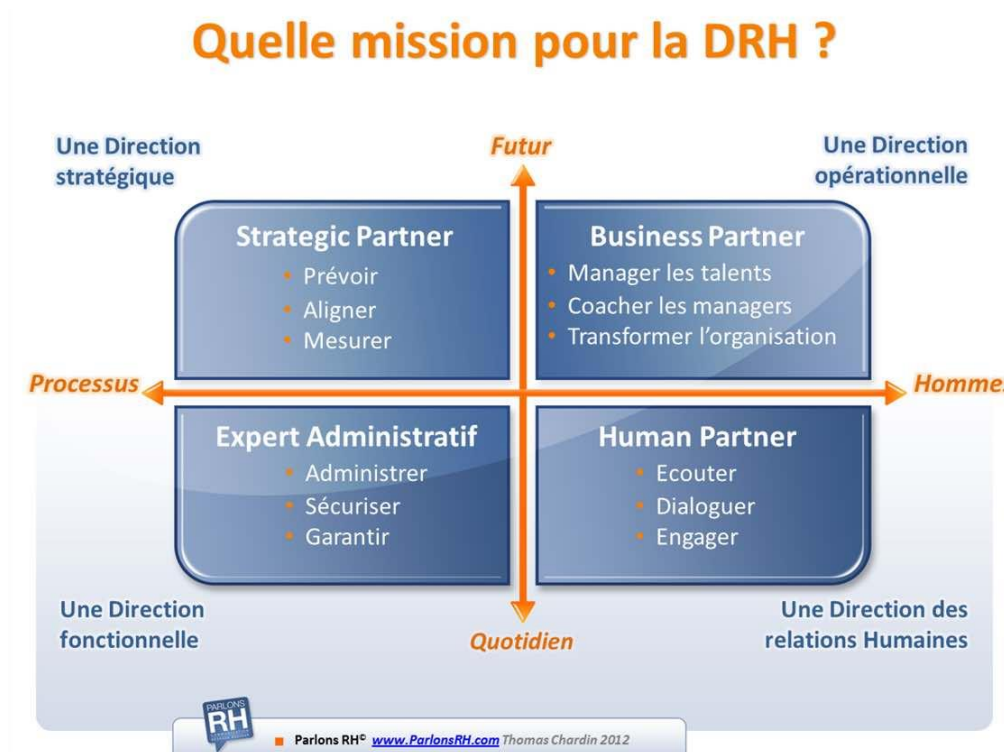 Quelle mission pour la DRH ?
Une Direction
stratégique
Futur
Une Direction
opérationnelle
Strategic Partner
• Prévoir
• Aligner
• Mesurer
Business Partner
• Manager les talents
• Coacher les managers
• Transformer l'organisation
Processus
Hommes
Expert Administratif
• Administrer
• Sécuriser
• Garantir
Human Partner
• Ecouter
• Dialoguer
• Engager
Une Direction
fonctionnelle
Quotidien
Une Direction des
relations Humaines
PARLONS
RH
Parlons RH© www.ParlonsRH.com Thomas Chardin 2012